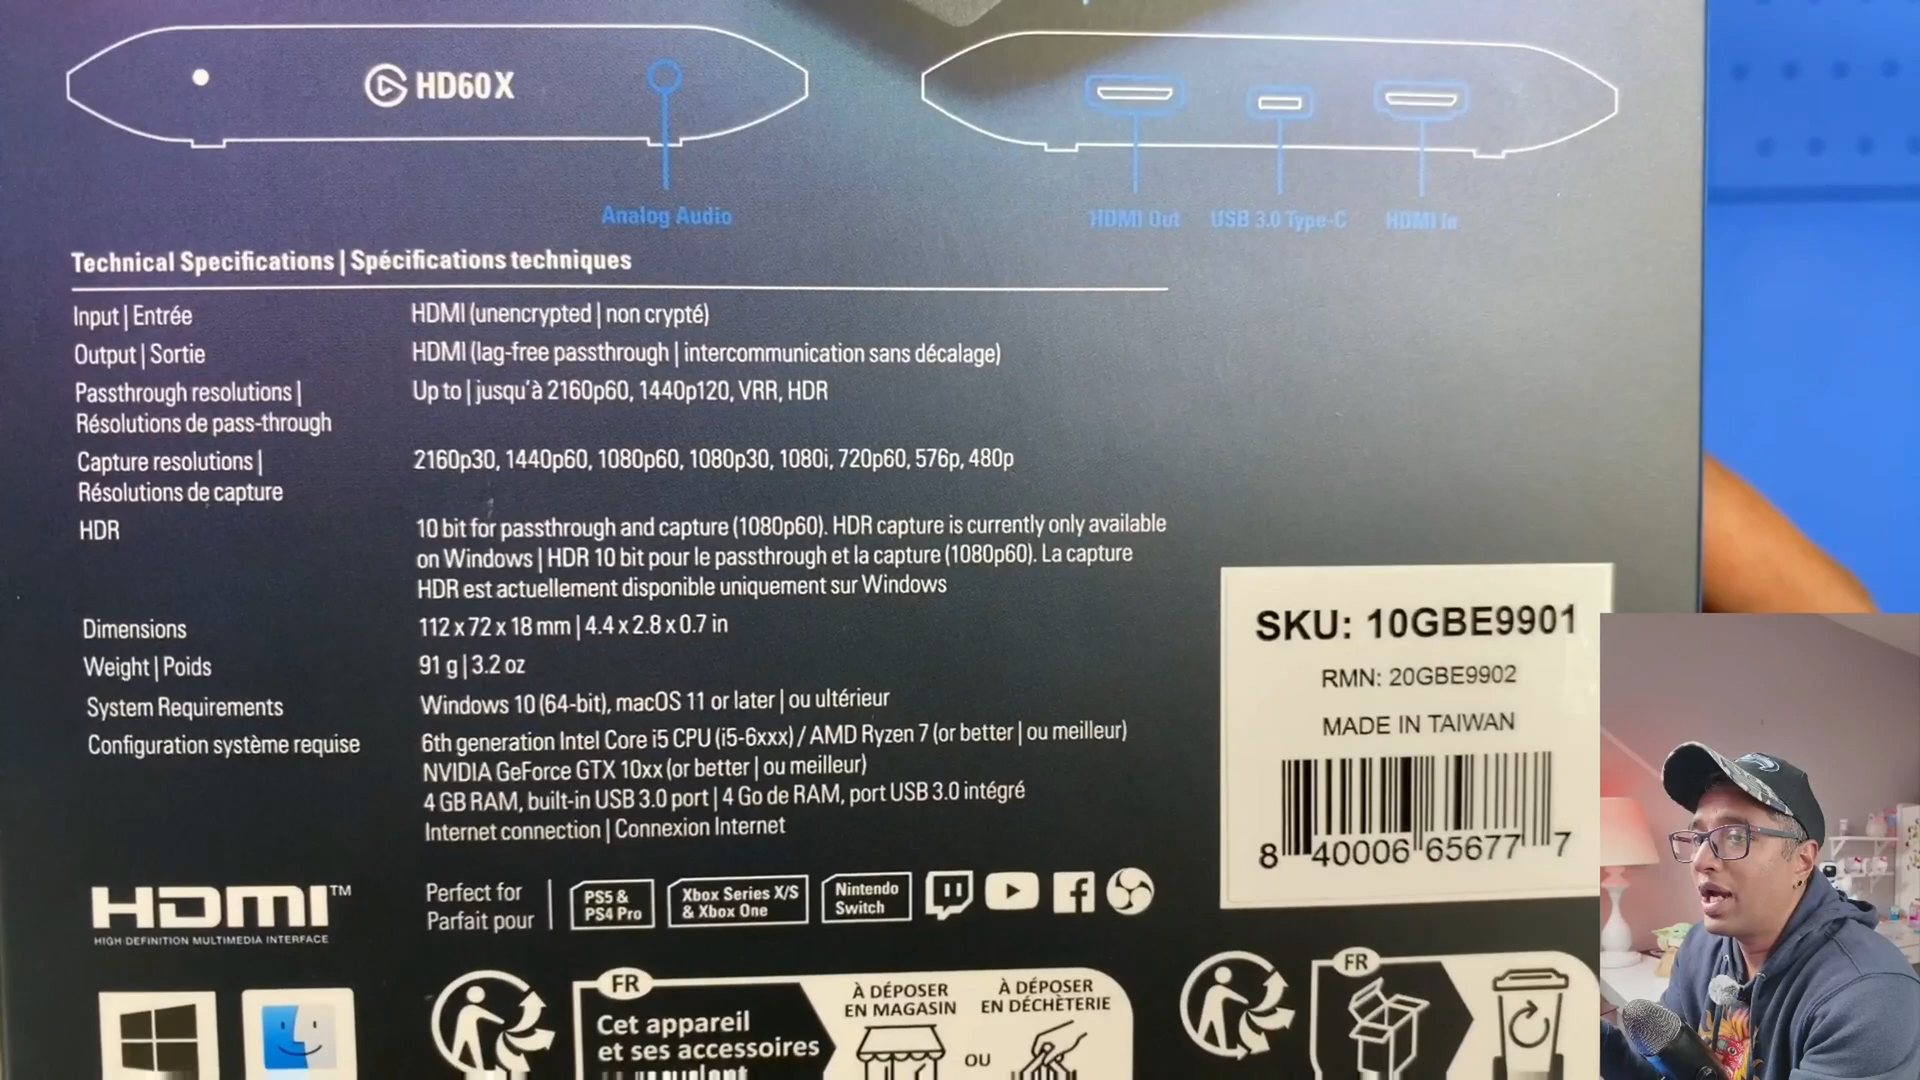 HD60 X
Analog Audio
HDMI Out
USB 3.0 Type-C
HDMI In
Technical Specifications | Spécifications techniques
Input | Entrée
HDMI (unencrypted | non crypté)
Output | Sortie
HDMI (lag-free passthrough | intercommunication sans décalage)
Passthrough resolutions |
Résolutions de pass-through
Up to | jusqu'à 2160p60, 1440p120, VRR, HDR
Capture resolutions |
Résolutions de capture
2160p30, 1440p60, 1080p60, 1080p30, 1080i, 720p60, 576p, 480p
HDR
10 bit for passthrough and capture (1080p60). HDR capture is currently only available
on Windows | HDR 10 bit pour le passthrough et la capture (1080p60). La capture
HDR est actuellement disponible uniquement sur Windows
Dimensions
112 x 72 x 18 mm | 4.4 x 2.8 x 0.7 in
Weight | Poids
91 g | 3.2 oz
System Requirements
Configuration système requise
Windows 10 (64-bit), macOS 11 or later | ou ultérieur
6th generation Intel Core i5 CPU (i5-6xxx) / AMD Ryzen 7 (or better | ou meilleur)
NVIDIA GeForce GTX 10xx (or better | ou meilleur)
4 GB RAM, built-in USB 3.0 port | 4 Go de RAM, port USB 3.0 intégré
Internet connection | Connexion Internet
SKU: 10GBE9901
RMN: 20GBE9902
MADE IN TAIWAN
8 40006 65677 7
HDMI™
HIGH-DEFINITION MULTIMEDIA INTERFACE
Perfect for
Parfait pour
PS5 &
PS4 Pro
Xbox Series X/S
& Xbox One
Nintendo
Switch
FR
Cet appareil
et ses accessoires
À DÉPOSER
EN MAGASIN
OU
À DÉPOSER
EN DÉCHÈTERIE
FR